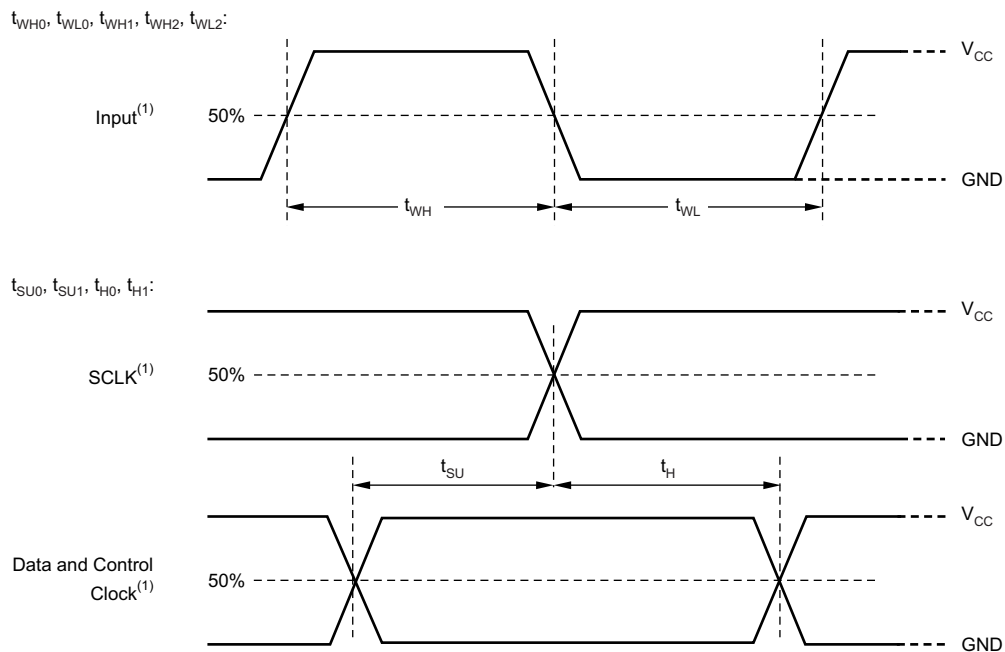 tWH0, tWL0, tWH1, tWH2, tWL2:
VCC
Input(1)
50%
GND
tWH
tWL
tSU0, tSU1, tH0, tH1:
VCC
SCLK(1)
50%
GND
tSU
tH
VCC
Data and Control
Clock(1)
50%
GND